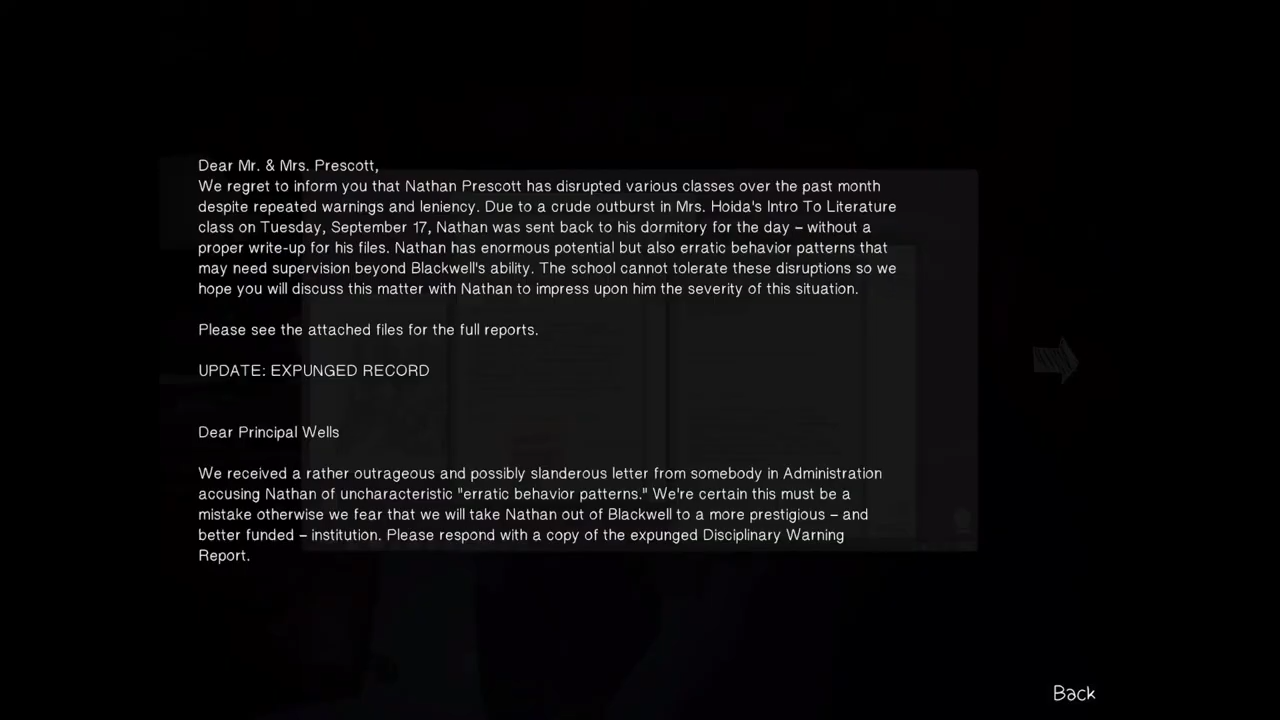 Dear Mr. & Mrs. Prescott,
We regret to inform you that Nathan Prescott has disrupted various classes over the past month
despite repeated warnings and leniency. Due to a crude outburst in Mrs. Hoida's Intro To Literature
class on Tuesday, September 17, Nathan was sent back to his dormitory for the day – without a
proper write-up for his files. Nathan has enormous potential but also erratic behavior patterns that
may need supervision beyond Blackwell's ability. The school cannot tolerate these disruptions so we
hope you will discuss this matter with Nathan to impress upon him the severity of this situation.
Please see the attached files for the full reports.
UPDATE: EXPUNGED RECORD
Dear Principal Wells
We received a rather outrageous and possibly slanderous letter from somebody in Administration
accusing Nathan of uncharacteristic "erratic behavior patterns." We're certain this must be a
mistake otherwise we fear that we will take Nathan out of Blackwell to a more prestigious – and
better funded – institution. Please respond with a copy of the expunged Disciplinary Warning
Report.
Back